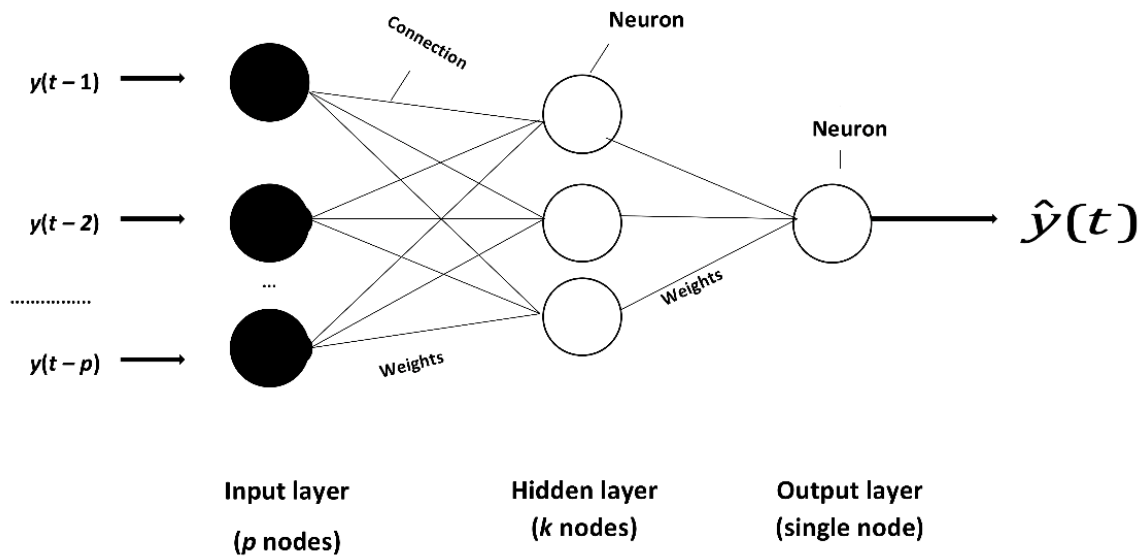 Connection
Neuron
y(t – 1)
Neuron
y(t – 2)
ŷ(t)
...
................
Weights
y(t – p)
Weights
Input layer
(p nodes)
Hidden layer
(k nodes)
Output layer
(single node)